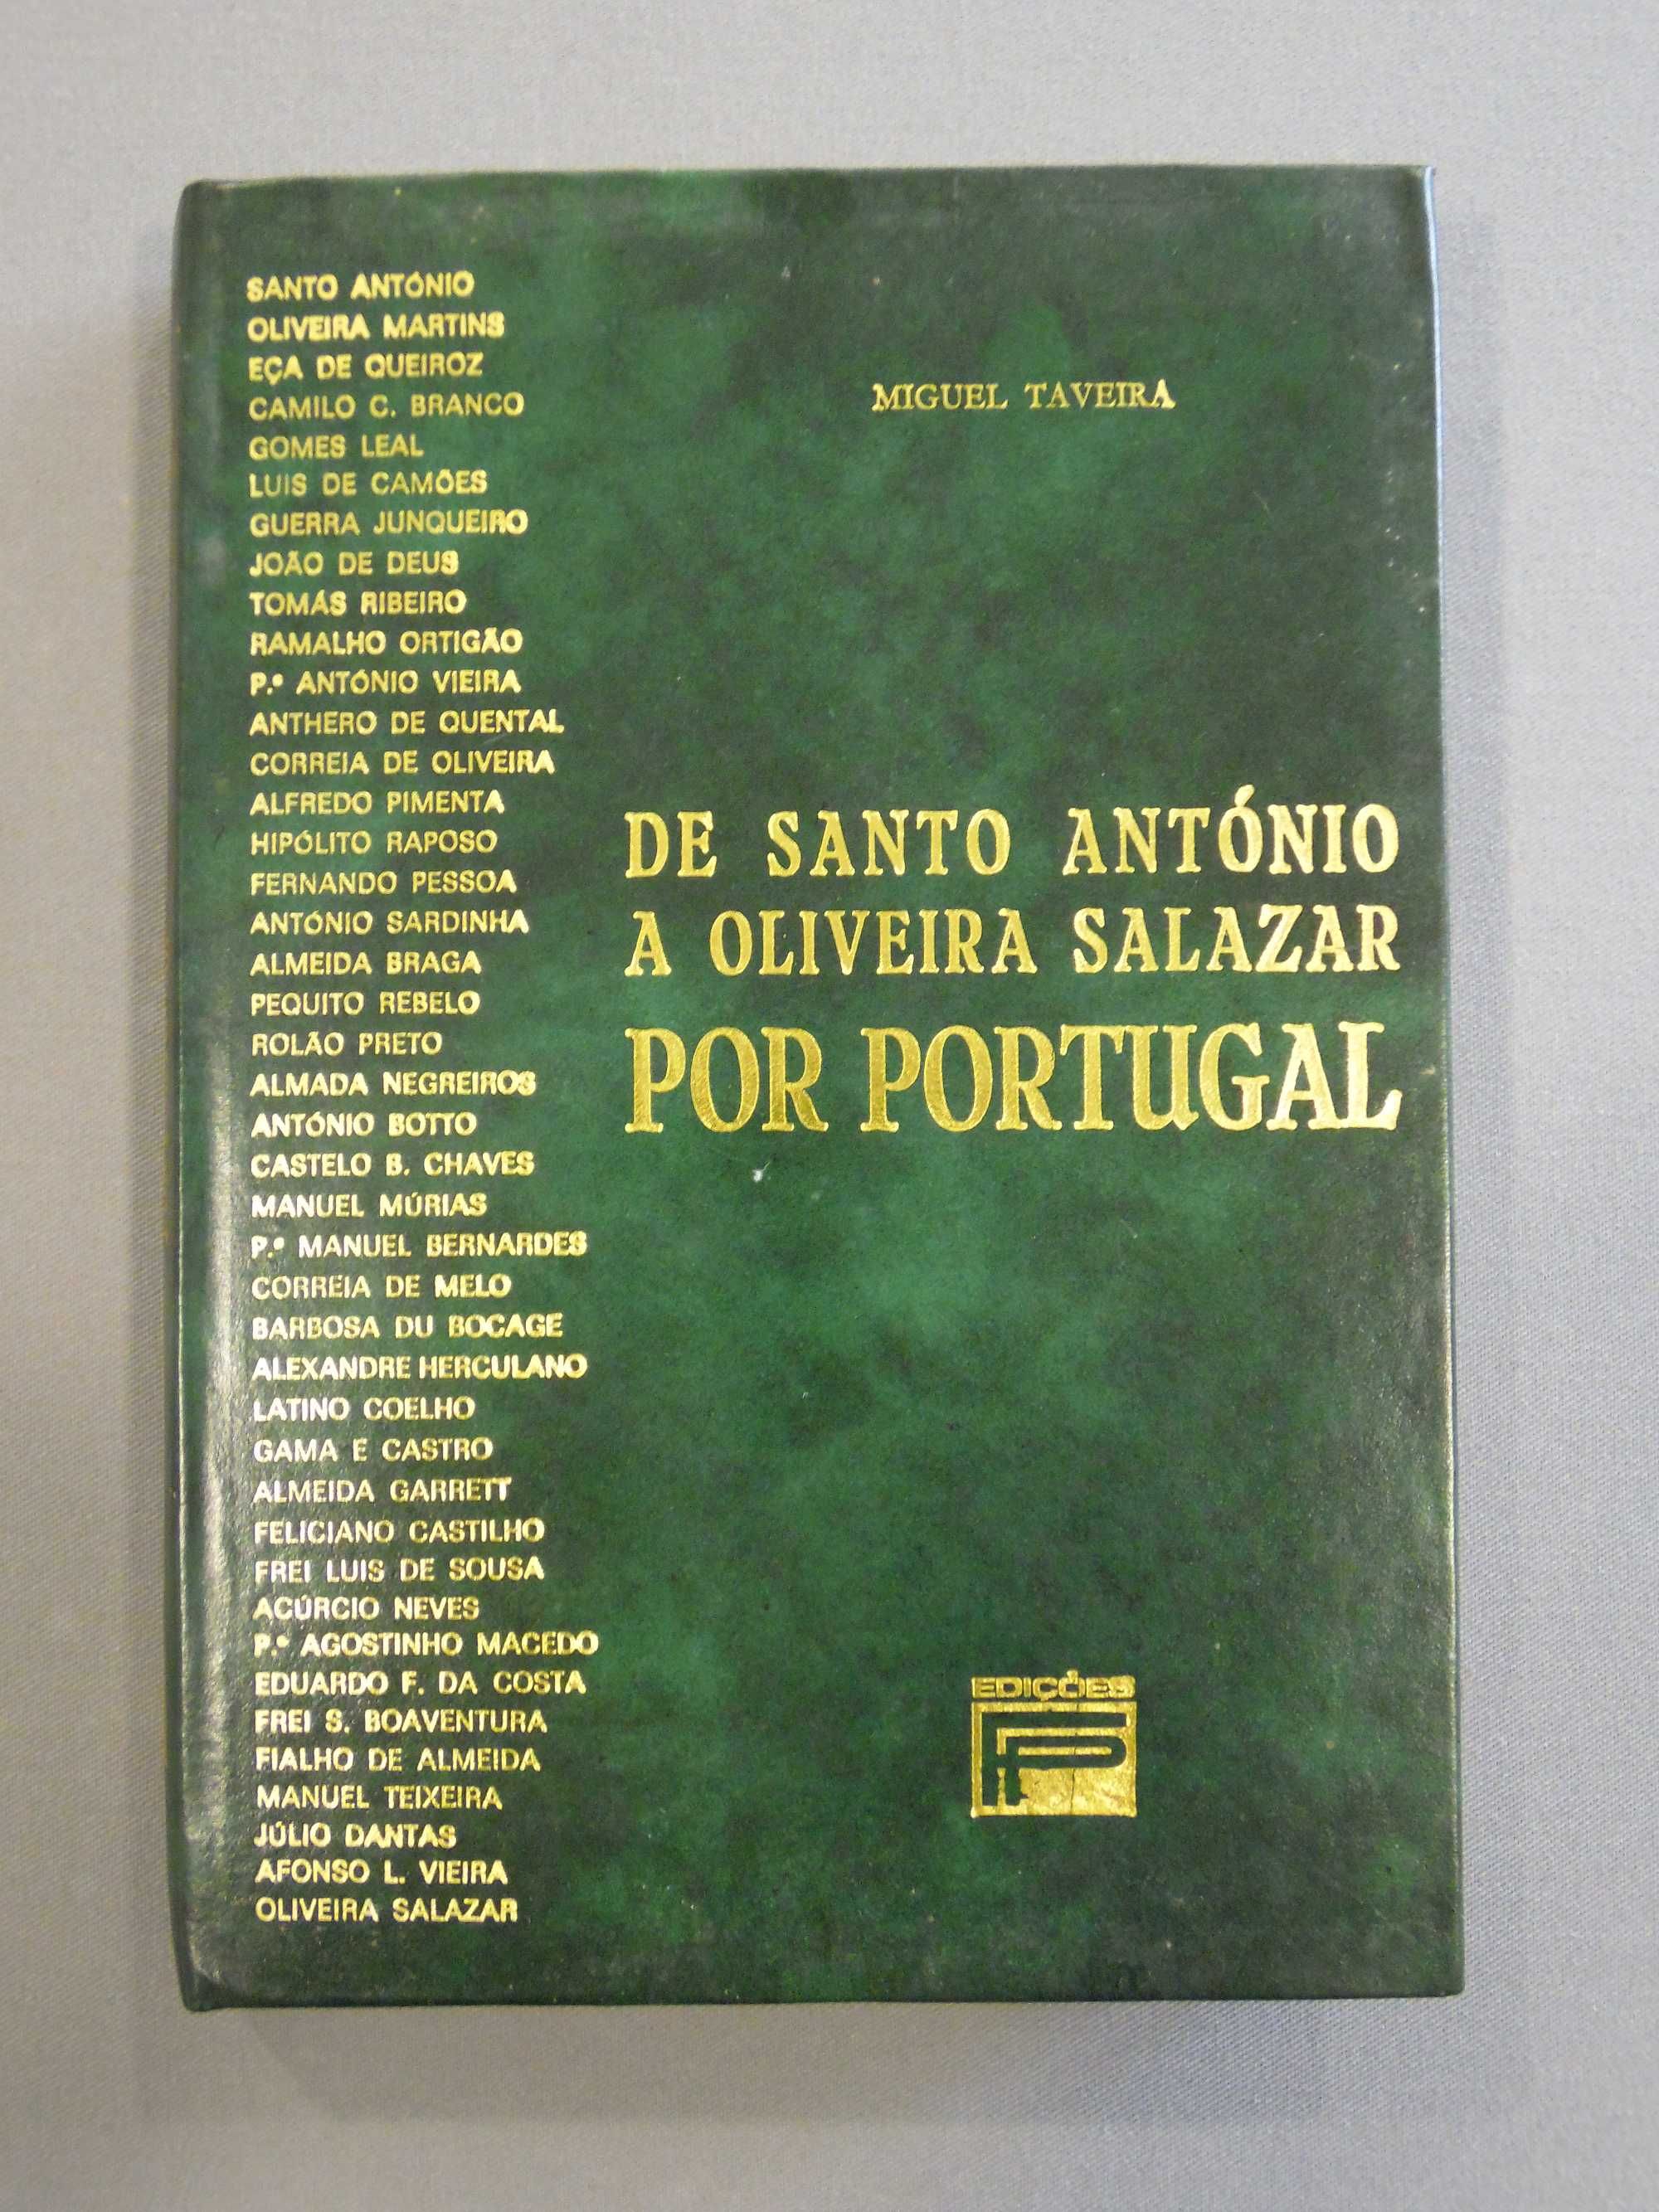 SANTO ANTÓNIO
OLIVEIRA MARTINS
EÇA DE QUEIROZ
CAMILO C. BRANCO
GOMES LEAL
LUIS DE CAMÕES
GUERRA JUNQUEIRO
JOÃO DE DEUS
TOMÁS RIBEIRO
RAMALHO ORTIGÃO
P.e ANTÓNIO VIEIRA
ANTHERO DE QUENTAL
CORREIA DE OLIVEIRA
ALFREDO PIMENTA
HIPÓLITO RAPOSO
FERNANDO PESSOA
ANTÓNIO SARDINHA
ALMEIDA BRAGA
PEQUITO REBELO
ROLÃO PRETO
ALMADA NEGREIROS
ANTÓNIO BOTTO
CASTELO B. CHAVES
MANUEL MÚRIAS
P.e MANUEL BERNARDES
CORREIA DE MELO
BARBOSA DU BOCAGE
ALEXANDRE HERCULANO
LATINO COELHO
GAMA E CASTRO
ALMEIDA GARRETT
FELICIANO CASTILHO
FREI LUIS DE SOUSA
ACÚRCIO NEVES
P.e AGOSTINHO MACEDO
EDUARDO F. DA COSTA
FREI S. BOAVENTURA
FIALHO DE ALMEIDA
MANUEL TEIXEIRA
JÚLIO DANTAS
AFONSO L. VIEIRA
OLIVEIRA SALAZAR
MIGUEL TAVEIRA
DE SANTO ANTÓNIO
A OLIVEIRA SALAZAR
POR PORTUGAL
EDIÇÕES